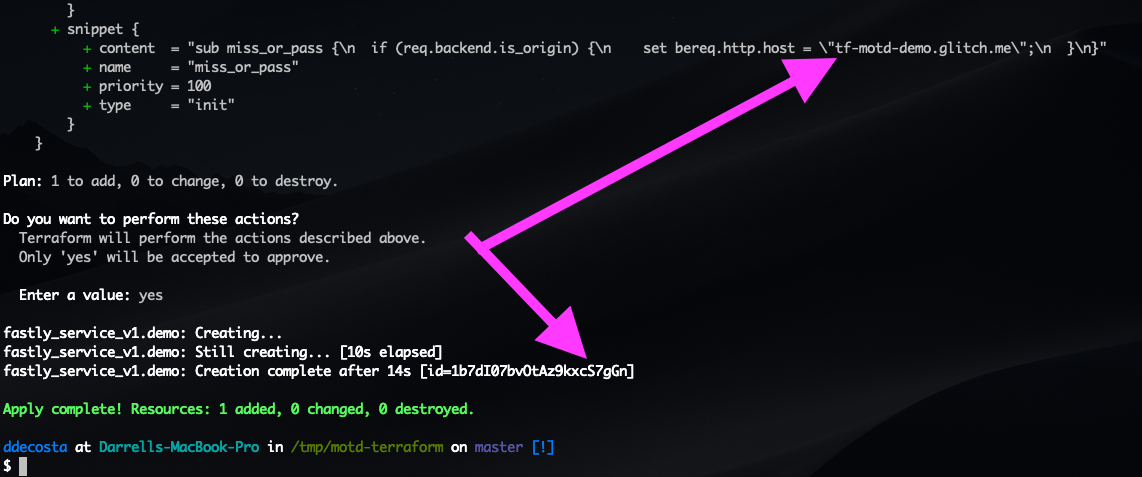 }
+ snippet {
+ content  = "sub miss_or_pass {\n  if (req.backend.is_origin) {\n    set bereq.http.host = \"tf-motd-demo.glitch.me\";\n  }\n}"
+ name     = "miss_or_pass"
+ priority = 100
+ type     = "init"
}
}
Plan: 1 to add, 0 to change, 0 to destroy.
Do you want to perform these actions?
Terraform will perform the actions described above.
Only 'yes' will be accepted to approve.
Enter a value: yes
fastly_service_v1.demo: Creating...
fastly_service_v1.demo: Still creating... [10s elapsed]
fastly_service_v1.demo: Creation complete after 14s [id=1b7dI07bvOtAz9kxcS7gGn]
Apply complete! Resources: 1 added, 0 changed, 0 destroyed.
ddecosta at Darrells-MacBook-Pro in /tmp/motd-terraform on master [!]
$